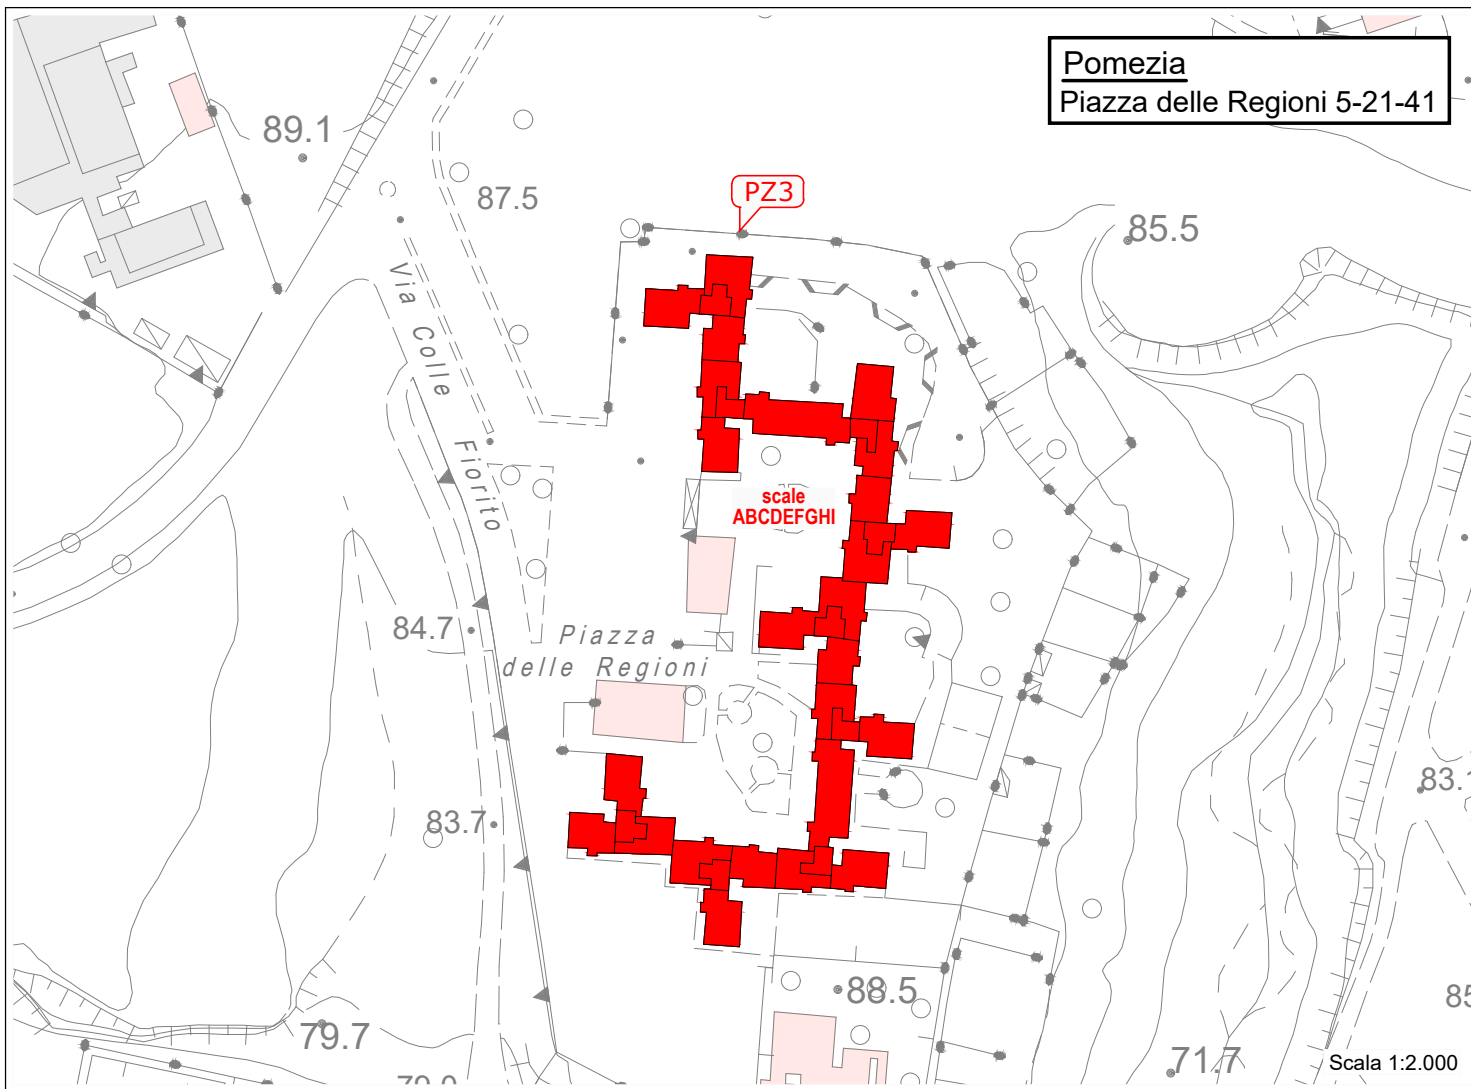 Pomezia
Piazza delle Regioni 5-21-41
89.1
87.5
PZ3
85.5
Via Colle Fiorito
scale
ABCDEFGHI
84.7
Piazza
delle Regioni
83.7
88.5
79.7
71.7
Scala 1:2.000